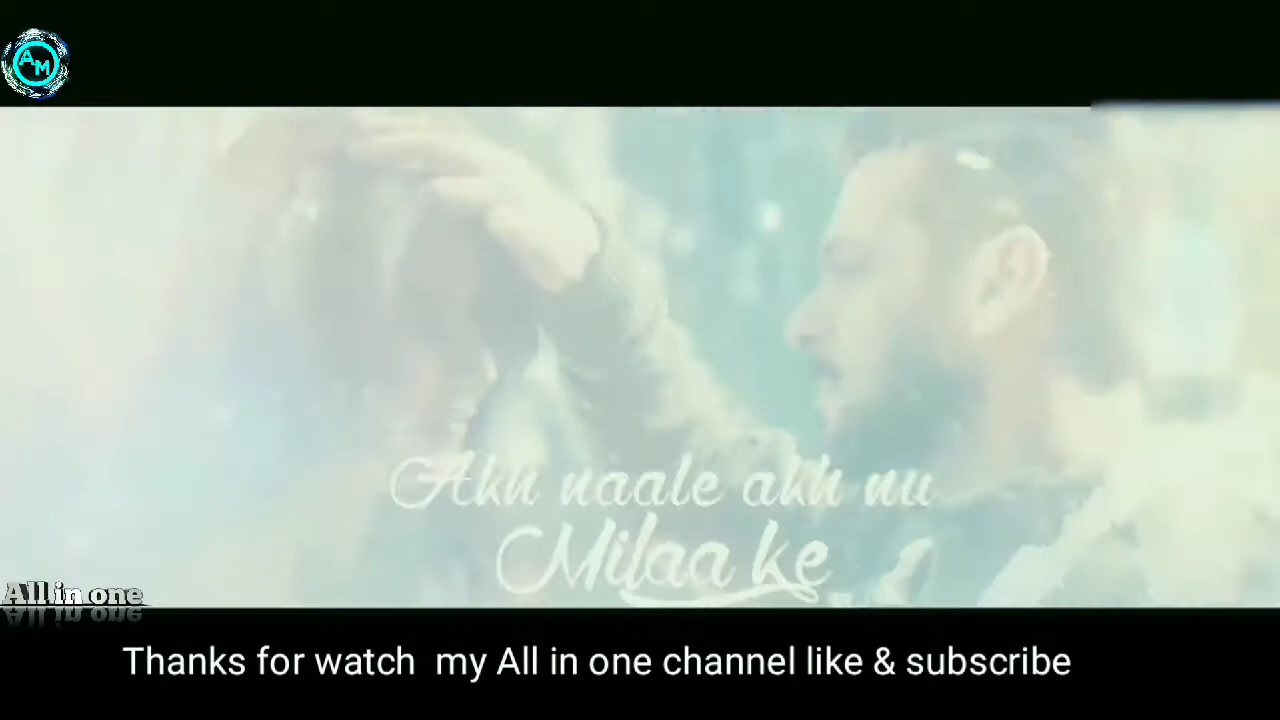 AM
Akh naale akh nu
Milaa ke
All in one
Thanks for watch my All in one channel like & subscribe